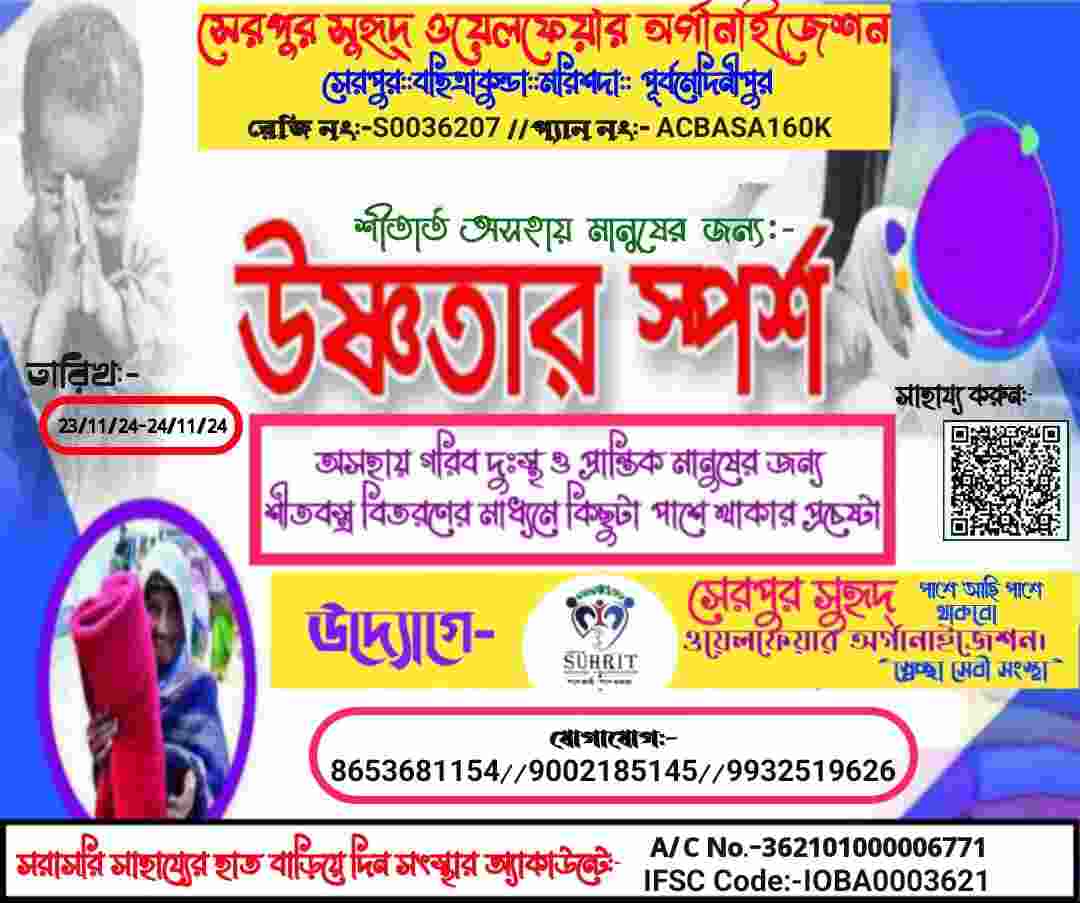 সেরপুর সুহৃদ্ ওয়েলফেয়ার অর্গানাইজেশন
সেরপুর::বহিত্রাকুন্ডা::মরিশদা:: পূর্বমেদিনীপুর
রেজি নং:-S0036207 //প্যান নং:- ACBASA160K
শীতার্ত অসহায় মানুষের জন্য:-
উষ্ণতার স্পর্শ
তারিখ:-
23/11/24-24/11/24
সাহায্য করুন:-
অসহায় গরিব দুঃস্থ ও প্রান্তিক মানুষের জন্য
শীতবস্ত্র বিতরণের মাধ্যমে কিছুটা পাশে থাকার প্রচেষ্টা
উদ্যোগে-
SUHRIT
সেরপুর সুহৃদ্
পাশে আছি পাশে
থাকবো
ওয়েলফেয়ার অর্গানাইজেশন।
"স্বেচ্ছা সেবী সংস্থা"
যোগাযোগ:-
8653681154//9002185145//9932519626
সরাসরি সাহায্যের হাত বাড়িয়ে দিন সংস্থার অ্যাকাউন্টে:-
A/C No.-362101000006771
IFSC Code:-IOBA0003621